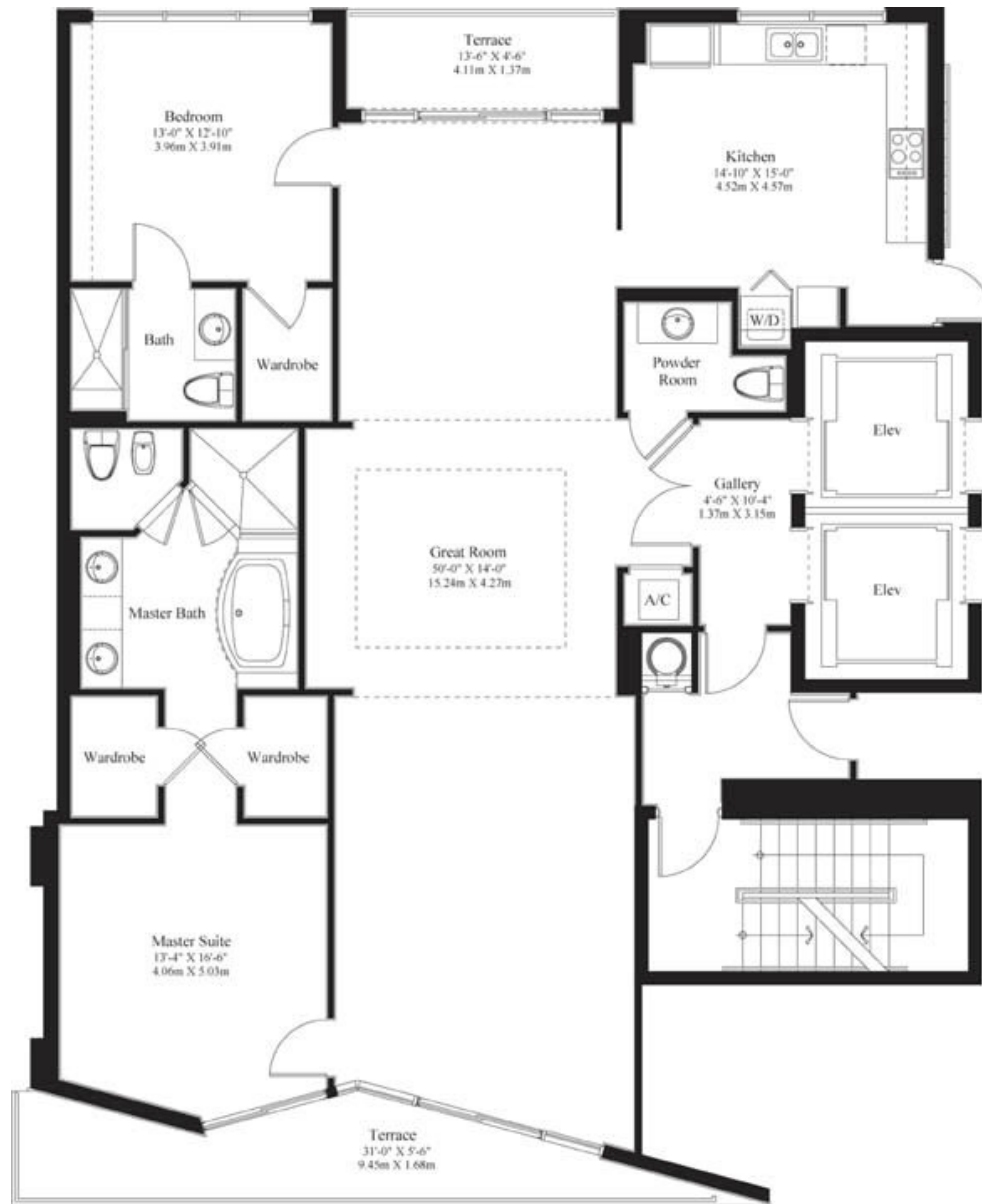 Terrace
13'-6" X 4'-6"
4.11m X 1.37m
Bedroom
13'-0" X 12'-10"
3.96m X 3.91m
Kitchen
14'-10" X 15'-0"
4.52m X 4.57m
Bath
Wardrobe
W/D
Powder
Room
Elev
Gallery
4'-6" X 10'-4"
1.37m X 3.15m
Great Room
50'-0" X 14'-0"
15.24m X 4.27m
A/C
Elev
Master Bath
Wardrobe
Wardrobe
Master Suite
13'-4" X 16'-6"
4.06m X 5.03m
Terrace
31'-0" X 5'-6"
9.45m X 1.68m